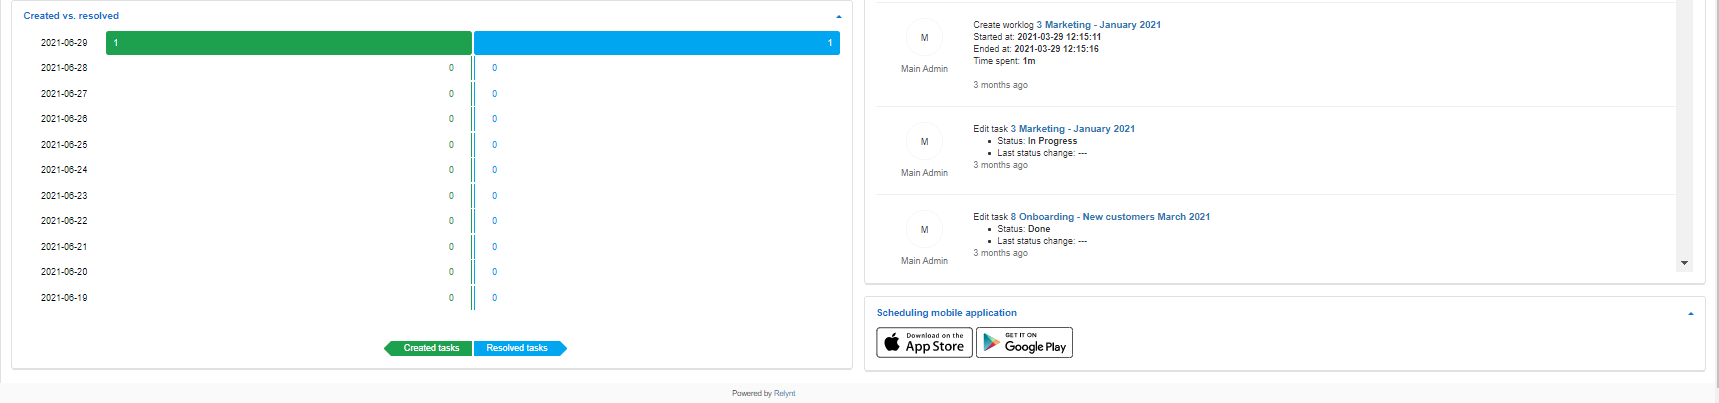 Created vs. resolved
2021-06-29 1 1
2021-06-28 0 0
2021-06-27 0 0
2021-06-26 0 0
2021-06-25 0 0
2021-06-24 0 0
2021-06-23 0 0
2021-06-22 0 0
2021-06-21 0 0
2021-06-20 0 0
2021-06-19 0 0
Created tasks Resolved tasks
M
Main Admin
Create worklog 3 Marketing - January 2021
Started at: 2021-03-29 12:15:11
Ended at: 2021-03-29 12:15:16
Time spent: 1m
3 months ago
M
Main Admin
Edit task 3 Marketing - January 2021
• Status: In Progress
• Last status change: ---
3 months ago
M
Main Admin
Edit task 8 Onboarding - New customers March 2021
• Status: Done
• Last status change: ---
3 months ago
Scheduling mobile application
Download on the
App Store
GET IT ON
Google Play
Powered by Relynt